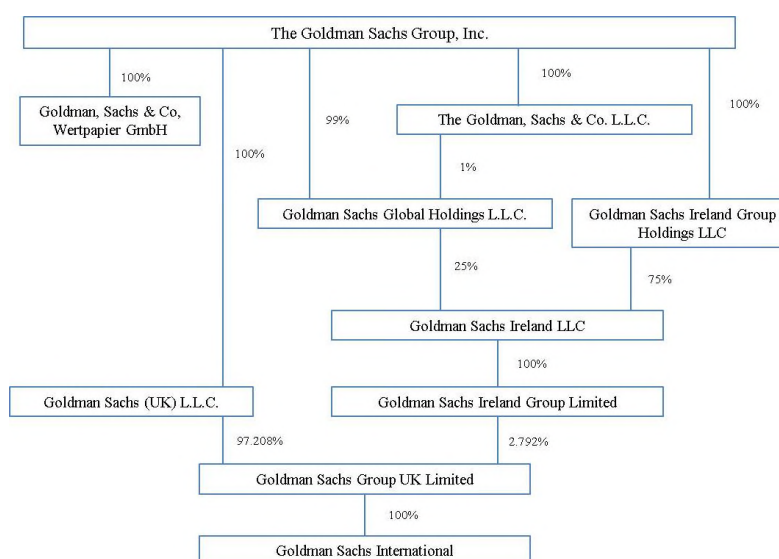 The Goldman Sachs Group, Inc.
100%
100%
Goldman, Sachs & Co,
Wertpapier GmbH
100%
The Goldman, Sachs & Co. L.L.C.
99%
100%
1%
Goldman Sachs Global Holdings L.L.C.
Goldman Sachs Ireland Group
Holdings LLC
25%
75%
Goldman Sachs Ireland LLC
100%
Goldman Sachs (UK) L.L.C.
Goldman Sachs Ireland Group Limited
97.208%
2.792%
Goldman Sachs Group UK Limited
100%
Goldman Sachs International